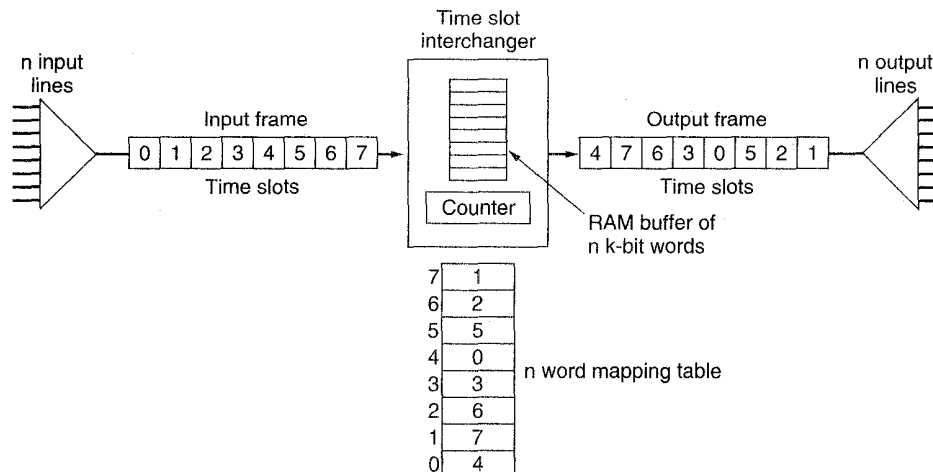 Time slot
interchanger
n input
lines
n output
lines
Input frame
0 1 2 3 4 5 6 7
Time slots
Counter
Output frame
4 7 6 3 0 5 2 1
Time slots
RAM buffer of
n k-bit words
7 1
6 2
5 5
4 0
3 3
2 6
1 7
0 4
n word mapping table